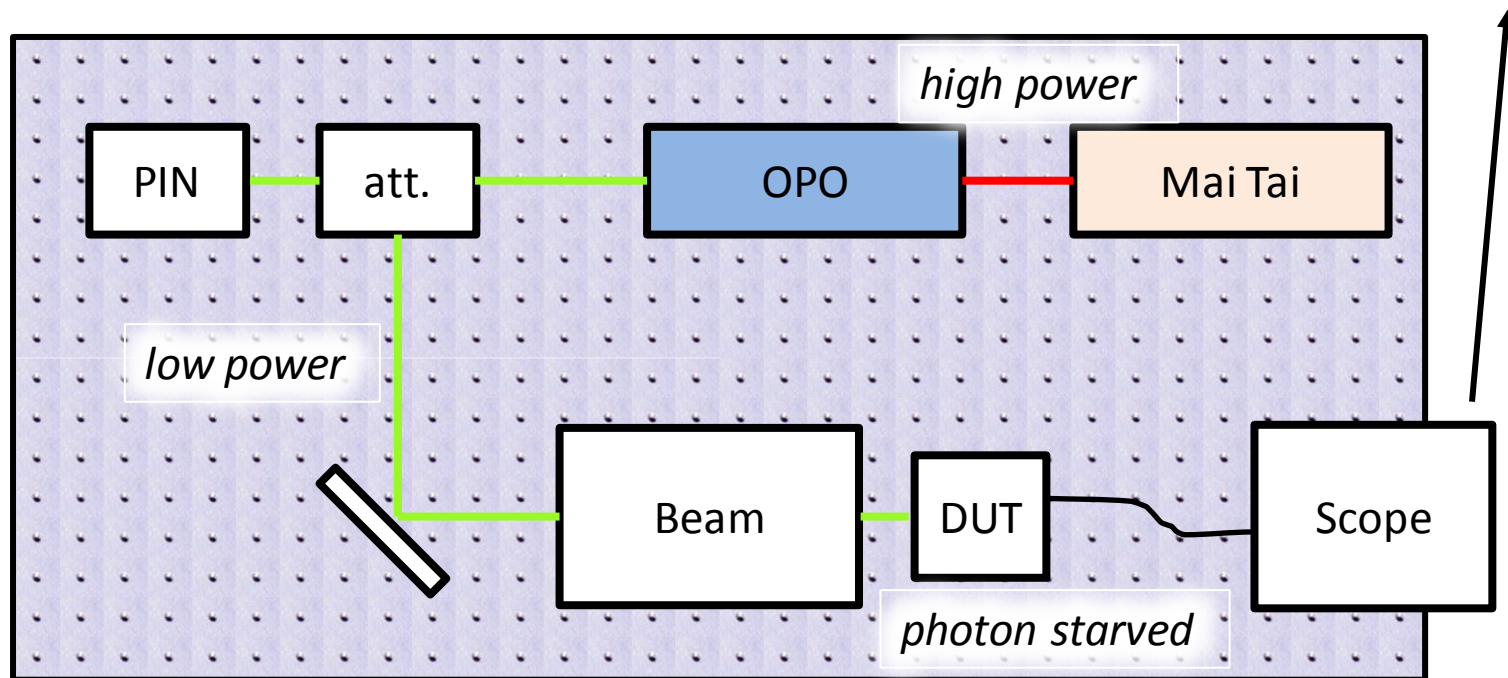 high power
PIN
att.
OPO
Mai Tai
low power
Beam
DUT
Scope
photon starved